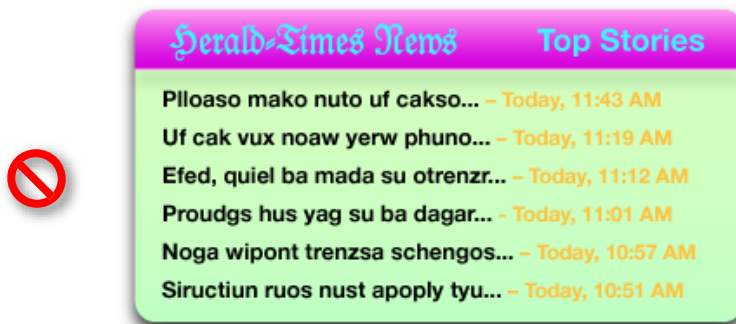 Herald-Times News Top Stories
Plloaso mako nuto uf cakso... – Today, 11:43 AM
Uf cak vux noaw yerw phuno... – Today, 11:19 AM
Efed, quiel ba mada su otrenzr... – Today, 11:12 AM
Proudgs hus yag su ba dagar... - Today, 11:01 AM
Noga wipont trenzsa schengos... – Today, 10:57 AM
Siructiun ruos nust apoply tyu... – Today, 10:51 AM